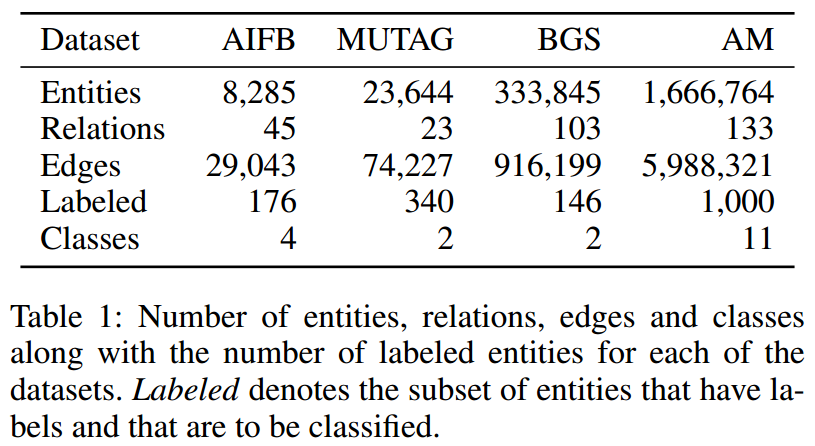 Dataset AIFB MUTAG BGS AM
Entities 8,285 23,644 333,845 1,666,764
Relations 45 23 103 133
Edges 29,043 74,227 916,199 5,988,321
Labeled 176 340 146 1,000
Classes 4 2 2 11
Table 1: Number of entities, relations, edges and classes
along with the number of labeled entities for each of the
datasets. Labeled denotes the subset of entities that have la-
bels and that are to be classified.